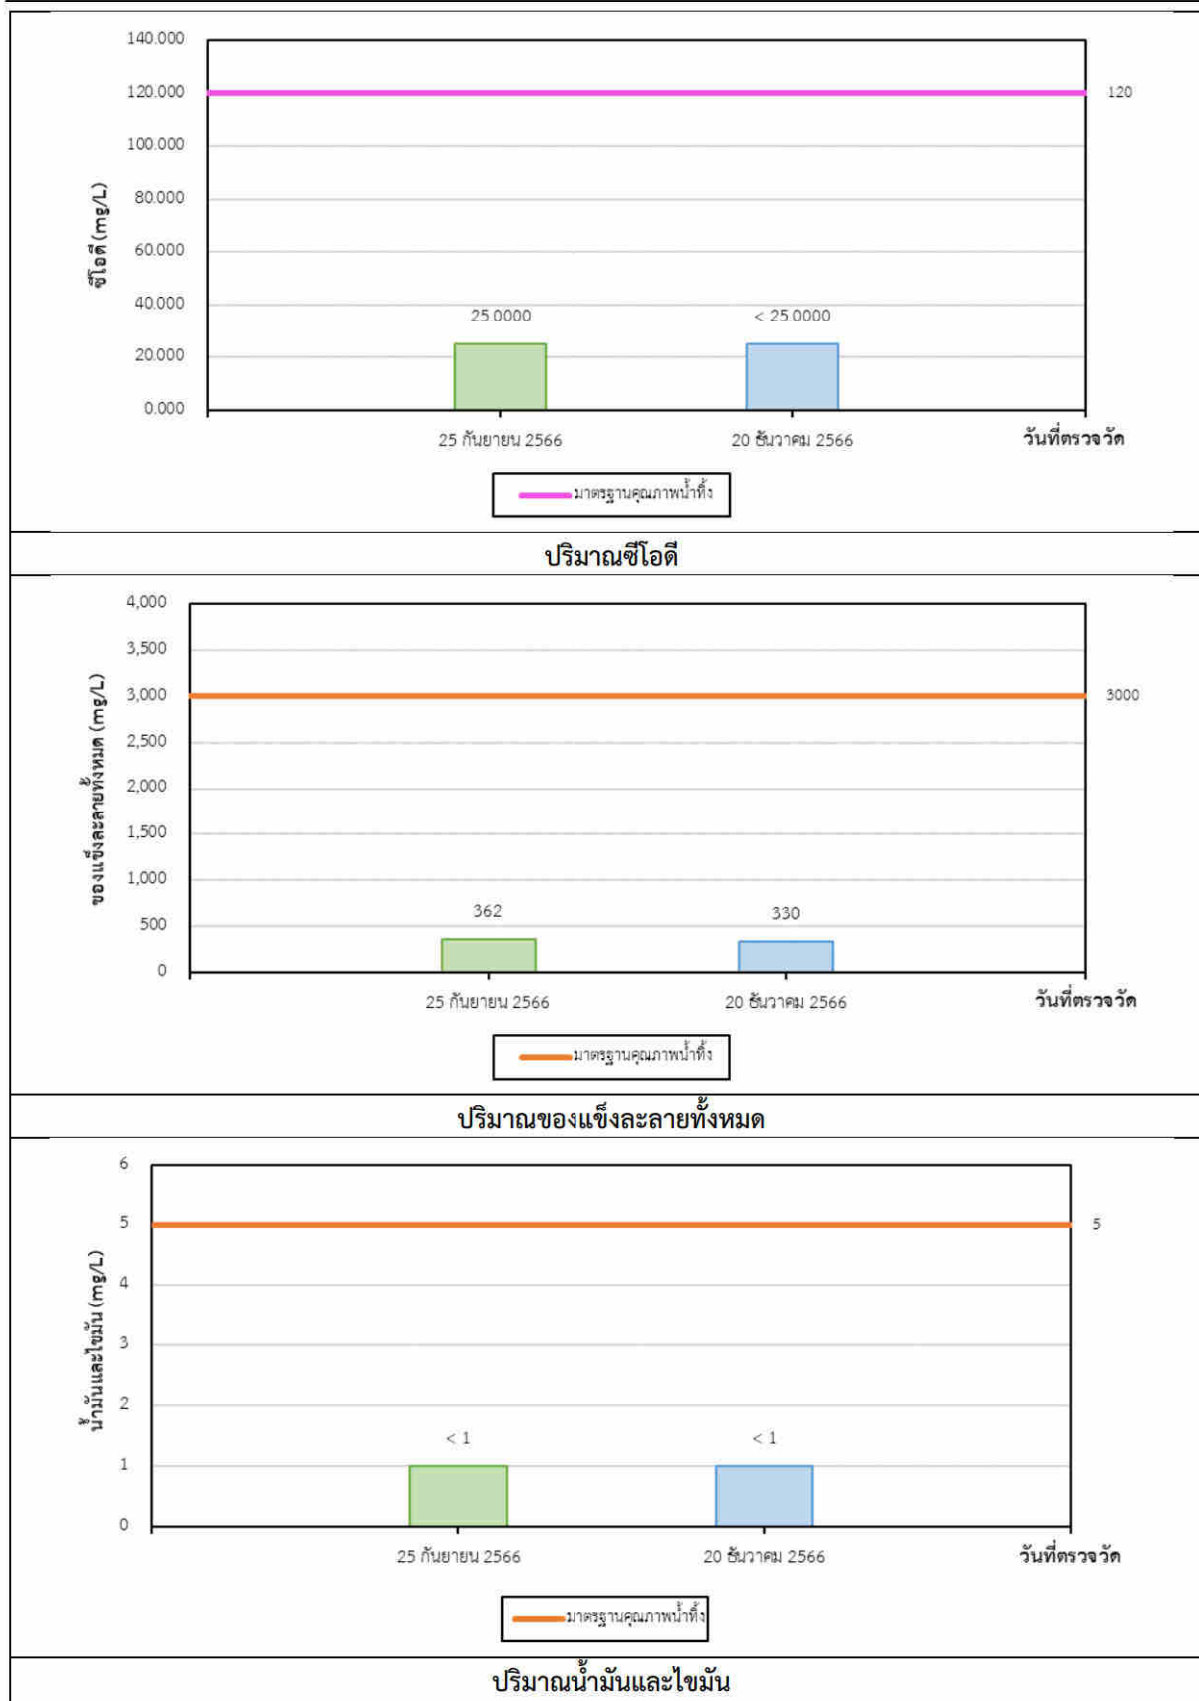 140.000
120.000
120
100.000
80.000
60.000
40.000
20.000
0.000
ซีโอดี (mg/L)
25.0000
< 25.0000
25 กันยายน 2566
20 ธันวาคม 2566
วันที่ตรวจวัด
มาตรฐานคุณภาพน้ำทิ้ง
ปริมาณซีโอดี
4,000
3,500
3,000
3000
2,500
2,000
1,500
1,000
500
0
ของแข็งละลายทั้งหมด (mg/L)
362
330
25 กันยายน 2566
20 ธันวาคม 2566
วันที่ตรวจวัด
มาตรฐานคุณภาพน้ำทิ้ง
ปริมาณของแข็งละลายทั้งหมด
6
5
5
4
3
2
1
0
น้ำมันและไขมัน (mg/L)
< 1
< 1
25 กันยายน 2566
20 ธันวาคม 2566
วันที่ตรวจวัด
มาตรฐานคุณภาพน้ำทิ้ง
ปริมาณน้ำมันและไขมัน